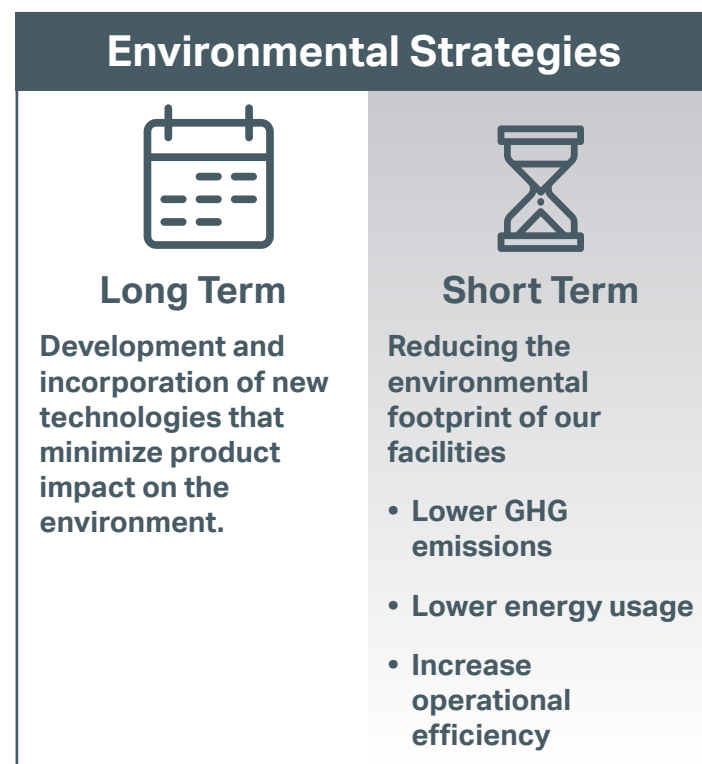 Environmental Strategies
Long Term
Development and
incorporation of new
technologies that
minimize product
impact on the
environment.
Short Term
Reducing the
environmental
footprint of our
facilities
• Lower GHG
emissions
• Lower energy usage
• Increase
operational
efficiency